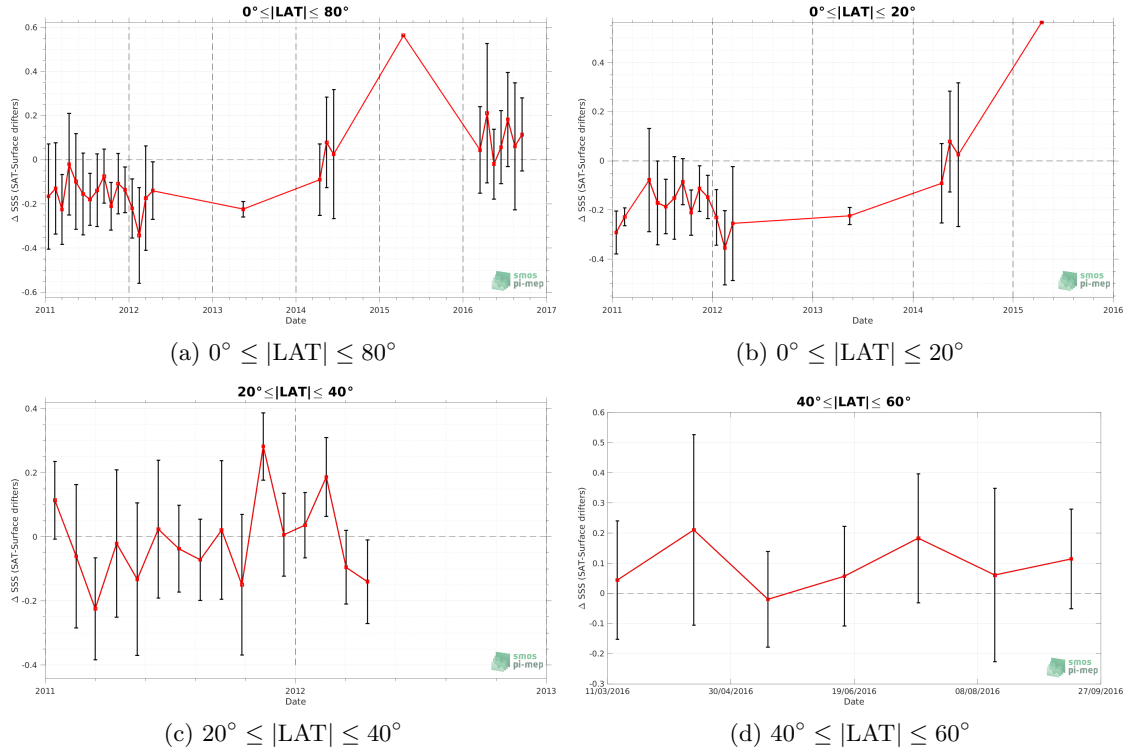 0°≤|LAT|≤ 80°
0.6
0.4
0.2
0
-0.2
-0.4
-0.6
Δ SSS (SAT-Surface drifters)
2011
2012
2013
2014
2015
2016
2017
Date
smos
pi-mep
(a) 0° ≤ |LAT| ≤ 80°
0°≤|LAT|≤ 20°
0.4
0.2
0
-0.2
-0.4
Δ SSS (SAT-Surface drifters)
2011
2012
2013
2014
2015
2016
Date
smos
pi-mep
(b) 0° ≤ |LAT| ≤ 20°
20°≤|LAT|≤ 40°
0.4
0.2
0
-0.2
-0.4
Δ SSS (SAT-Surface drifters)
2011
2012
2013
Date
smos
pi-mep
(c) 20° ≤ |LAT| ≤ 40°
40°≤|LAT|≤ 60°
0.6
0.5
0.4
0.3
0.2
0.1
0
-0.1
-0.2
-0.3
Δ SSS (SAT-Surface drifters)
11/03/2016
30/04/2016
19/06/2016
08/08/2016
27/09/2016
Date
smos
pi-mep
(d) 40° ≤ |LAT| ≤ 60°